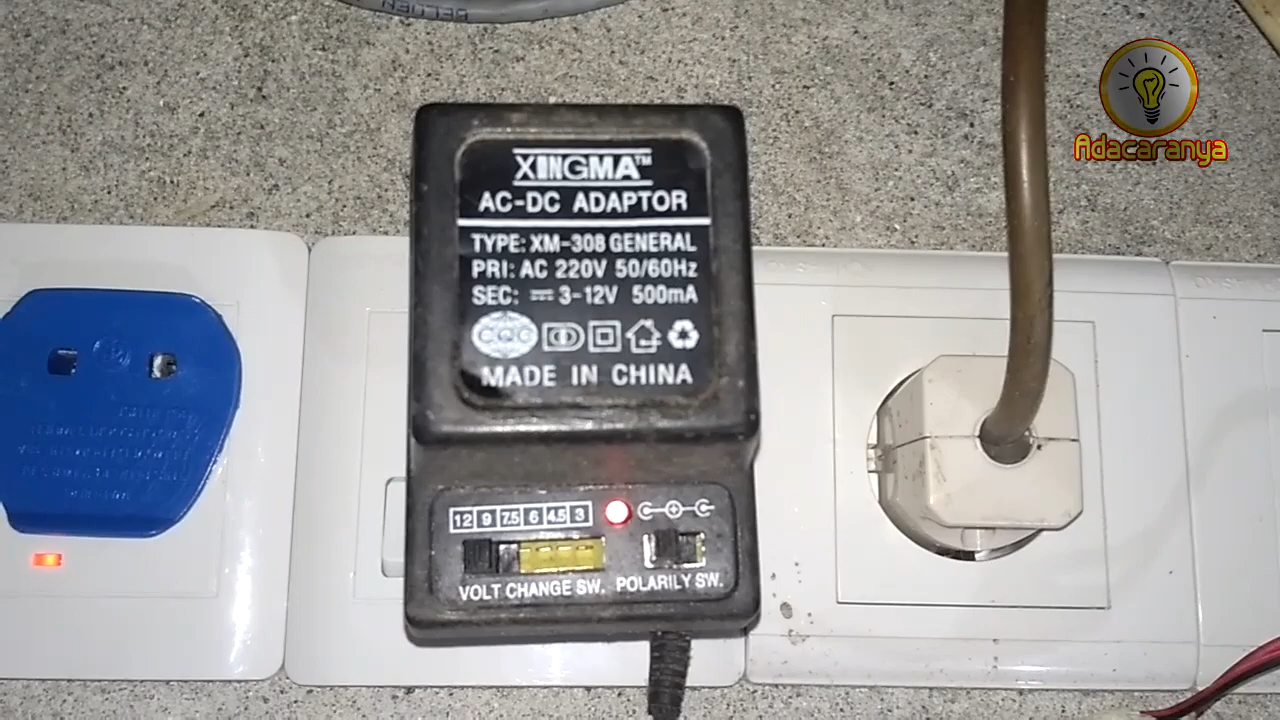 Adacaranya
XINGMA™
AC-DC ADAPTOR
TYPE: XM-308 GENERAL
PRI: AC 220V 50/60Hz
SEC: ⎓ 3-12V 500mA
MADE IN CHINA
12 9 7.5 6 4.5 3
VOLT CHANGE SW. POLARILY SW.